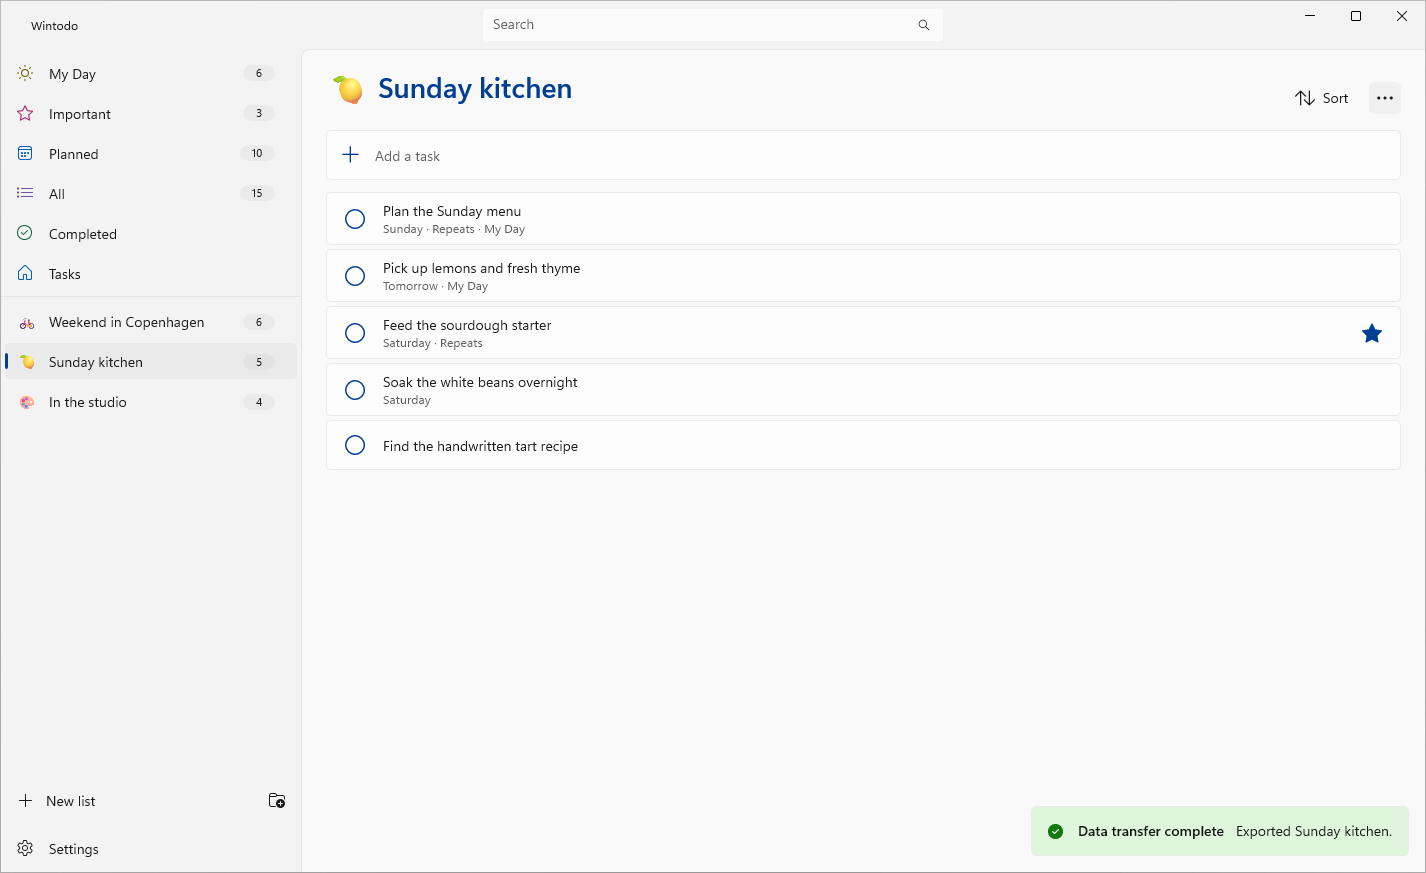 Wintodo
Search
My Day 6
Important 3
Planned 10
All 15
Completed
Tasks
Weekend in Copenhagen 6
Sunday kitchen 5
In the studio 4
New list
Settings
Sunday kitchen
Sort
Add a task
Plan the Sunday menu
Sunday · Repeats · My Day
Pick up lemons and fresh thyme
Tomorrow · My Day
Feed the sourdough starter
Saturday · Repeats
Soak the white beans overnight
Saturday
Find the handwritten tart recipe
Data transfer complete Exported Sunday kitchen.